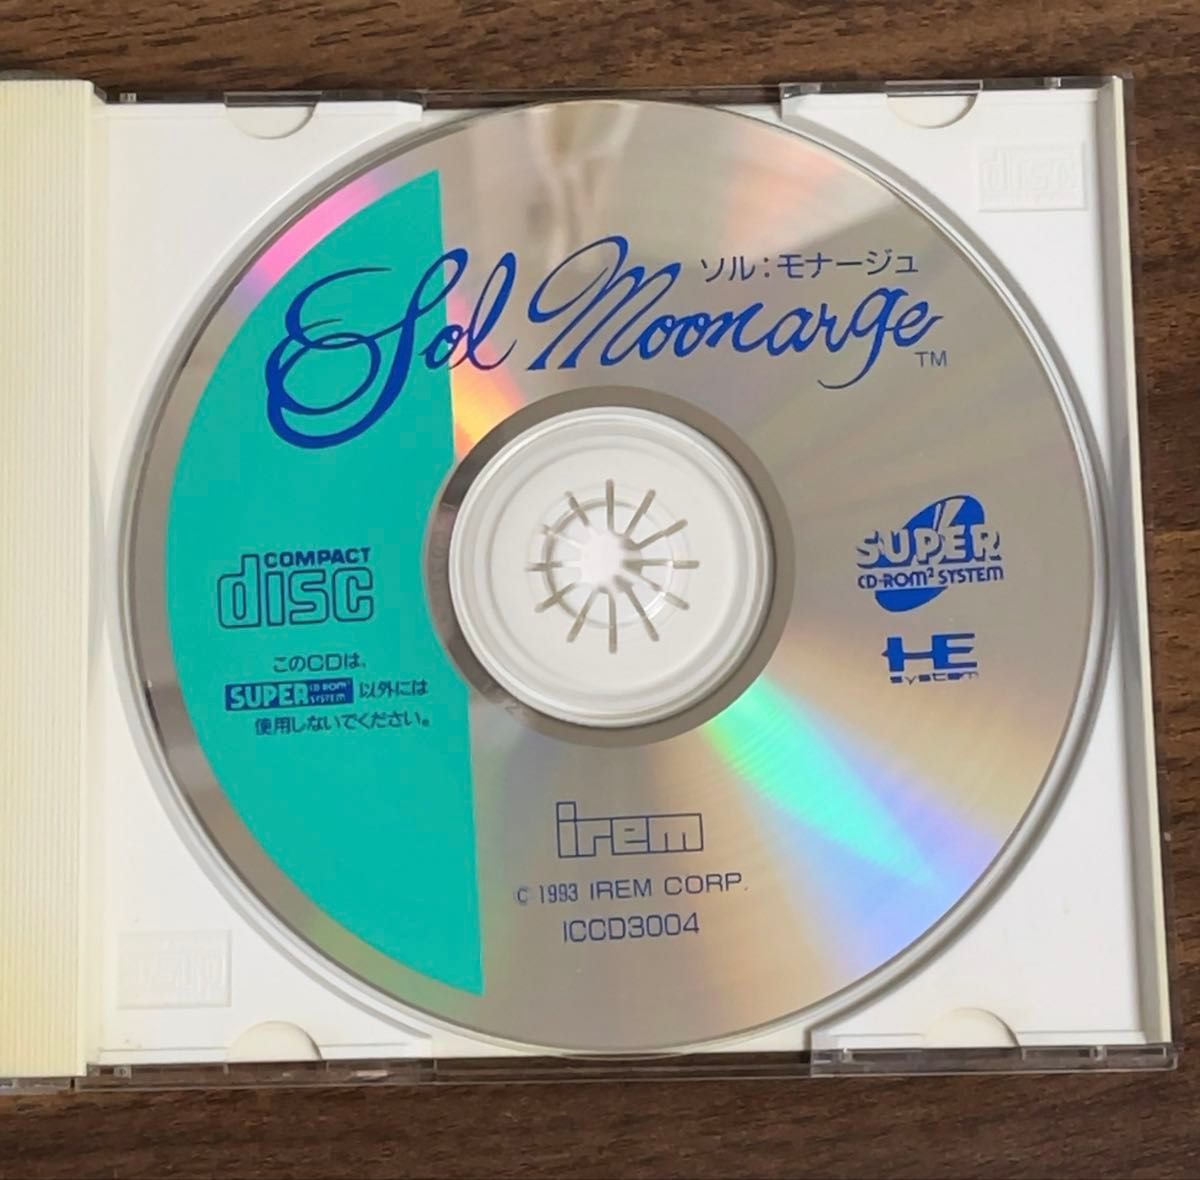 ソル:モナージュ
Sol Moonarge TM
SUPER
CD-ROM² SYSTEM
COMPACT
disc
HE
system
このCDは、
SUPER CD-ROM² SYSTEM 以外には
使用しないでください。
irem
© 1993 IREM CORP.
ICCD3004
disc